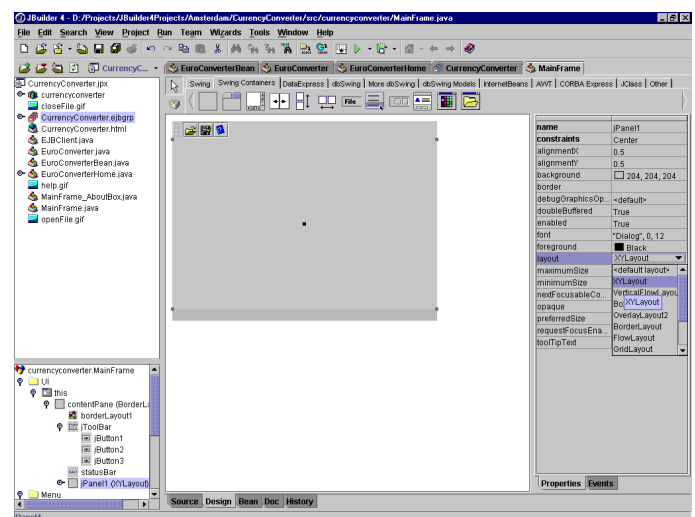 JBuilder 4 - D:/Projects/JBuilder4Projects/Amsterdam/CurrencyConverter/src/currencyconverter/MainFrame.java
File Edit Search View Project Run Team Wizards Tools Window Help
CurrencyC...
EuroConverterBean EuroConverter EuroConverterHome CurrencyConverter MainFrame
Swing Swing Containers DataExpress dbSwing More dbSwing dbSwing Models InternetBeans AWT CORBA Express JClass Other
File
CurrencyConverter.jpx
currencyconverter
closeFile.gif
CurrencyConverter.ejbgrp
CurrencyConverter.html
EJBClient.java
EuroConverter.java
EuroConverterBean.java
EuroConverterHome.java
help.gif
MainFrame_AboutBox.java
MainFrame.java
openFile.gif
name jPanel1
constraints Center
alignmentX 0.5
alignmentY 0.5
background 204, 204, 204
border
debugGraphicsOp... <default>
doubleBuffered True
enabled True
font "Dialog", 0, 12
foreground Black
layout XYLayout
maximumSize <default layout>
minimumSize XYLayout
nextFocusableCo... VerticalFlowLayou
opaque Bo XYLayout
preferredSize OverlayLayout2
requestFocusEna... BorderLayout
toolTipText FlowLayout
GridLayout
currencyconverter.MainFrame
UI
this
contentPane (BorderLa
borderLayout1
jToolBar
jButton1
jButton2
jButton3
statusBar
jPanel1 (XYLayout)
Menu
Properties Events
Source Design Bean Doc History